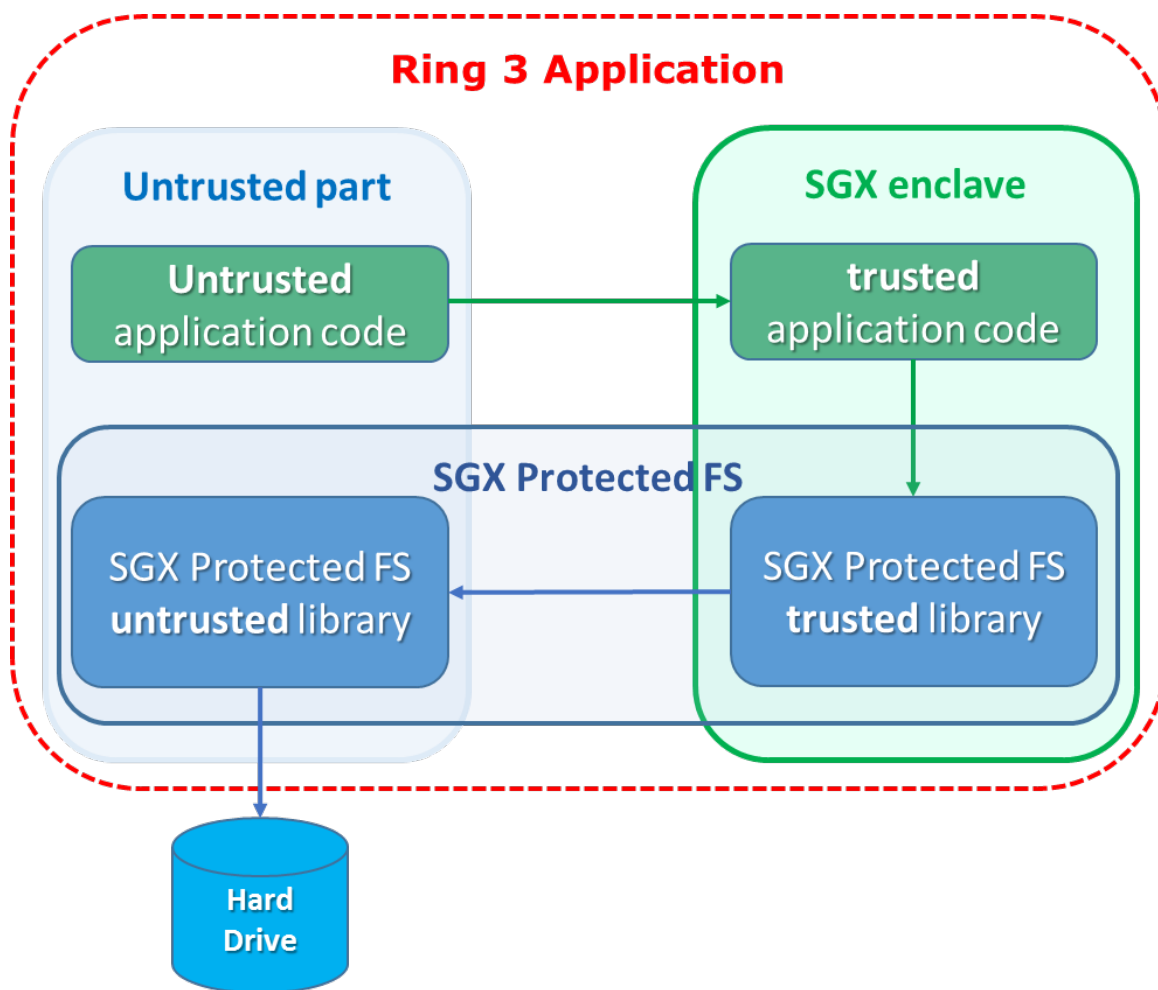 Ring 3 Application
Untrusted part
SGX enclave
Untrusted
application code
trusted
application code
SGX Protected FS
SGX Protected FS
untrusted library
SGX Protected FS
trusted library
Hard
Drive